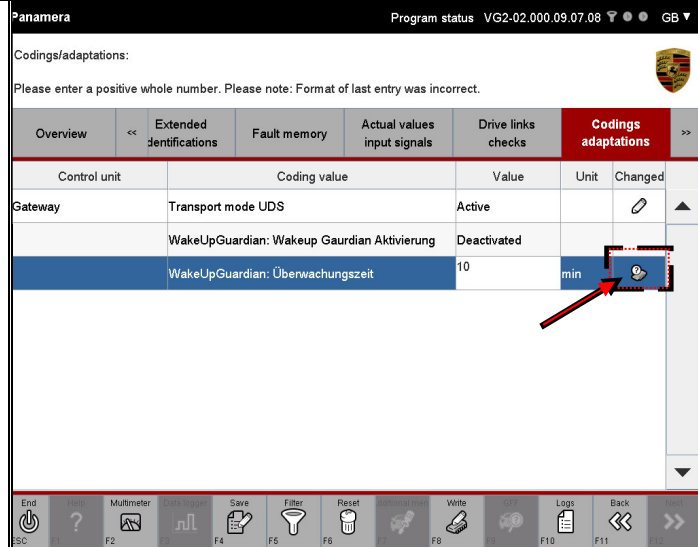 Panamera
Program status VG2-02.000.09.07.08 GB ▼
Codings/adaptations:
Please enter a positive whole number. Please note: Format of last entry was incorrect.
Overview
<<
Extended
dentifications
Fault memory
Actual values
input signals
Drive links
checks
Codings
adaptations
>>
Control unit Coding value Value Unit Changed
Gateway Transport mode UDS Active
WakeUpGuardian: Wakeup Gaurdian Aktivierung Deactivated
WakeUpGuardian: Überwachungszeit 10 min
End Help Multimeter Data logger Save Filter Reset Write OFF Logs Back Next
ESC F1 F2 F3 F4 F5 F6 F7 F8 F9 F10 F11 F12